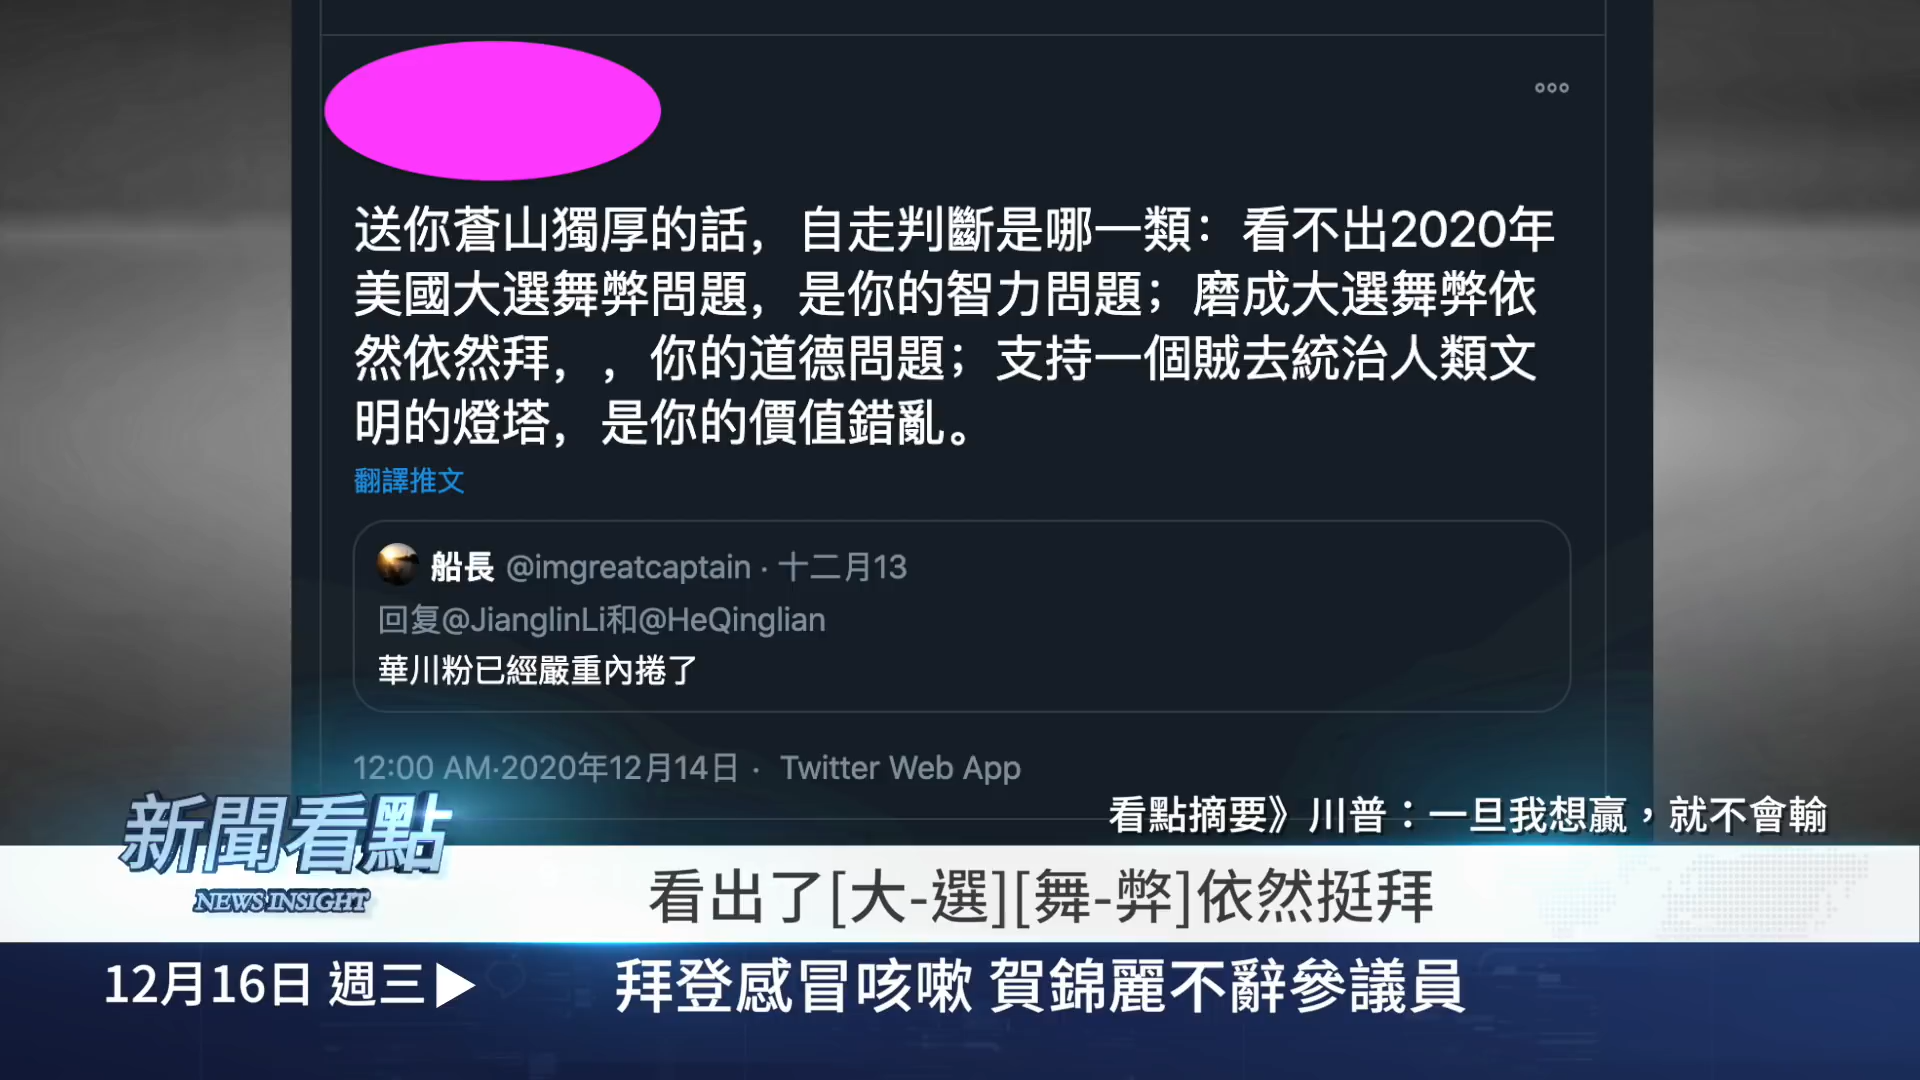 送你蒼山獨厚的話，自走判斷是哪一類：看不出2020年
美國大選舞弊問題，是你的智力問題；磨成大選舞弊依
然依然拜，，你的道德問題；支持一個賊去統治人類文
明的燈塔，是你的價值錯亂。
翻譯推文
船長 @imgreatcaptain · 十二月13
回复@JianglinLi和@HeQinglian
華川粉已經嚴重內捲了
12:00 AM·2020年12月14日 · Twitter Web App
看點摘要》川普：一旦我想贏，就不會輸
新聞看點
NEWS INSIGHT
看出了[大-選][舞-弊]依然挺拜
12月16日 週三▶
拜登感冒咳嗽 賀錦麗不辭參議員